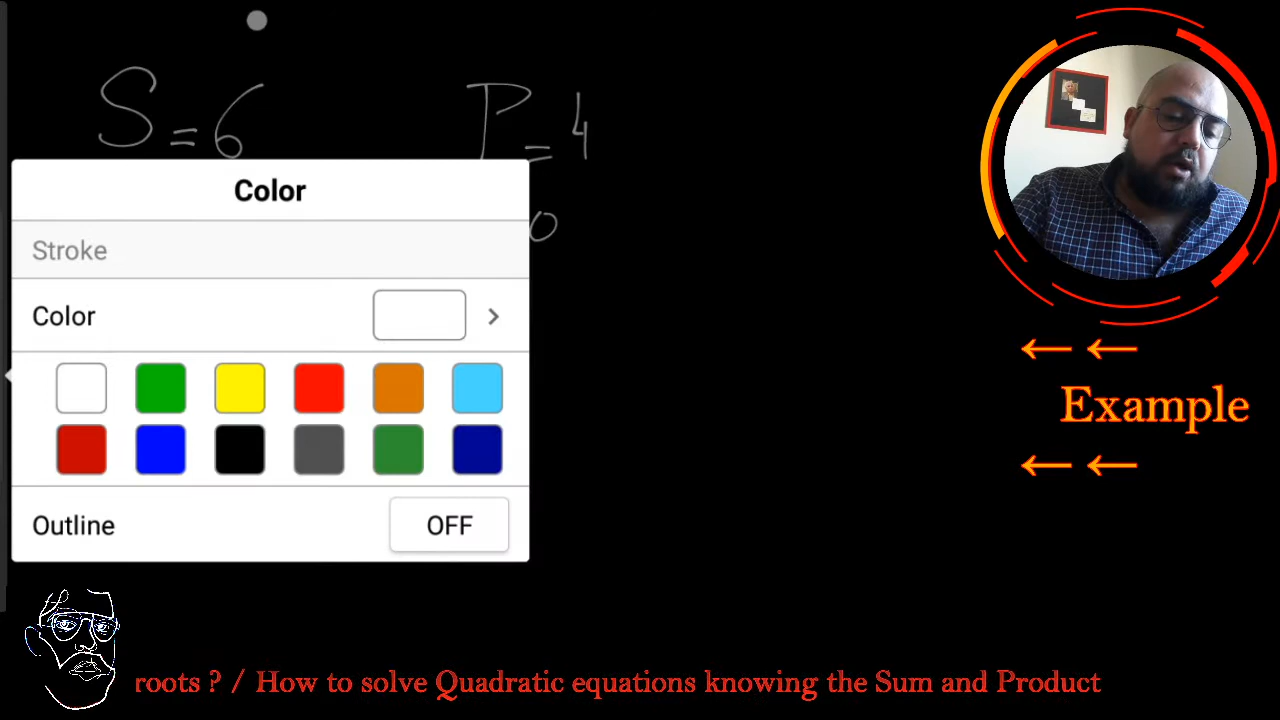 S = 6 P = 4
0
Color
Stroke
Color >
Outline OFF
←← 
Example
←←
roots ? / How to solve Quadratic equations knowing the Sum and Product